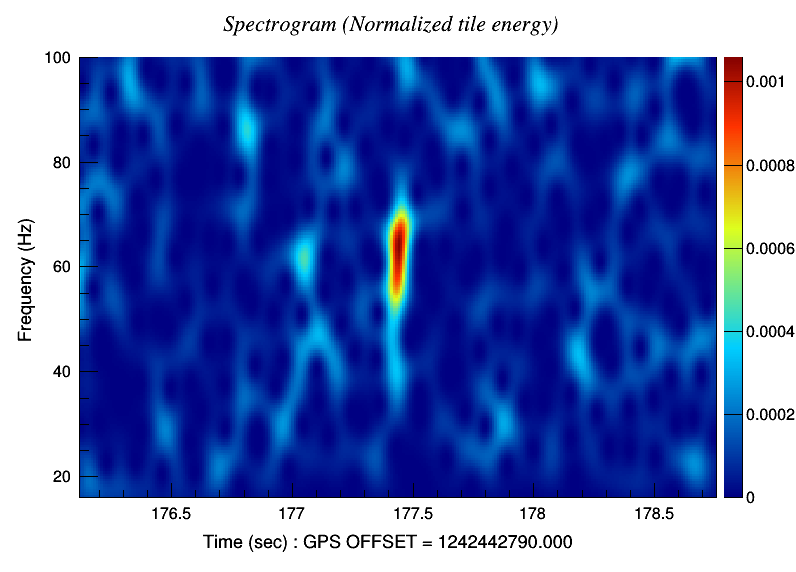 Spectrogram (Normalized tile energy)
100
80
60
40
20
Frequency (Hz)
176.5 177 177.5 178 178.5
Time (sec) : GPS OFFSET = 1242442790.000
0.001
0.0008
0.0006
0.0004
0.0002
0